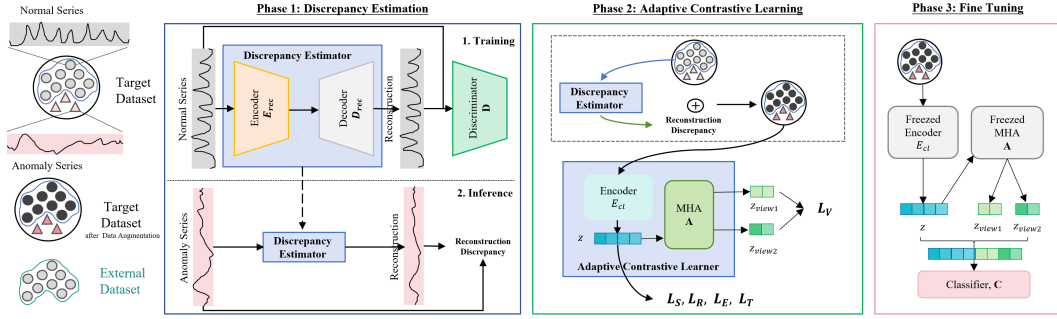 Normal Series
Target
Dataset
Anomaly Series
Target
Dataset
after Data Augmentation
External
Dataset
Phase 1: Discrepancy Estimation
1. Training
Normal Series
Discrepancy Estimator
Encoder
E_rec
Decoder
D_rec
Reconstruction
Discriminator
D
2. Inference
Anomaly Series
Discrepancy
Estimator
Reconstruction
Reconstruction
Discrepancy
Phase 2: Adaptive Contrastive Learning
Discrepancy
Estimator
Reconstruction
Discrepancy
Encoder
E_cl
MHA
A
z
z_view1
z_view2
L_V
Adaptive Contrastive Learner
L_S, L_R, L_E, L_T
Phase 3: Fine Tuning
Freezed
Encoder
E_cl
Freezed
MHA
A
z
z_view1
z_view2
Classifier, C